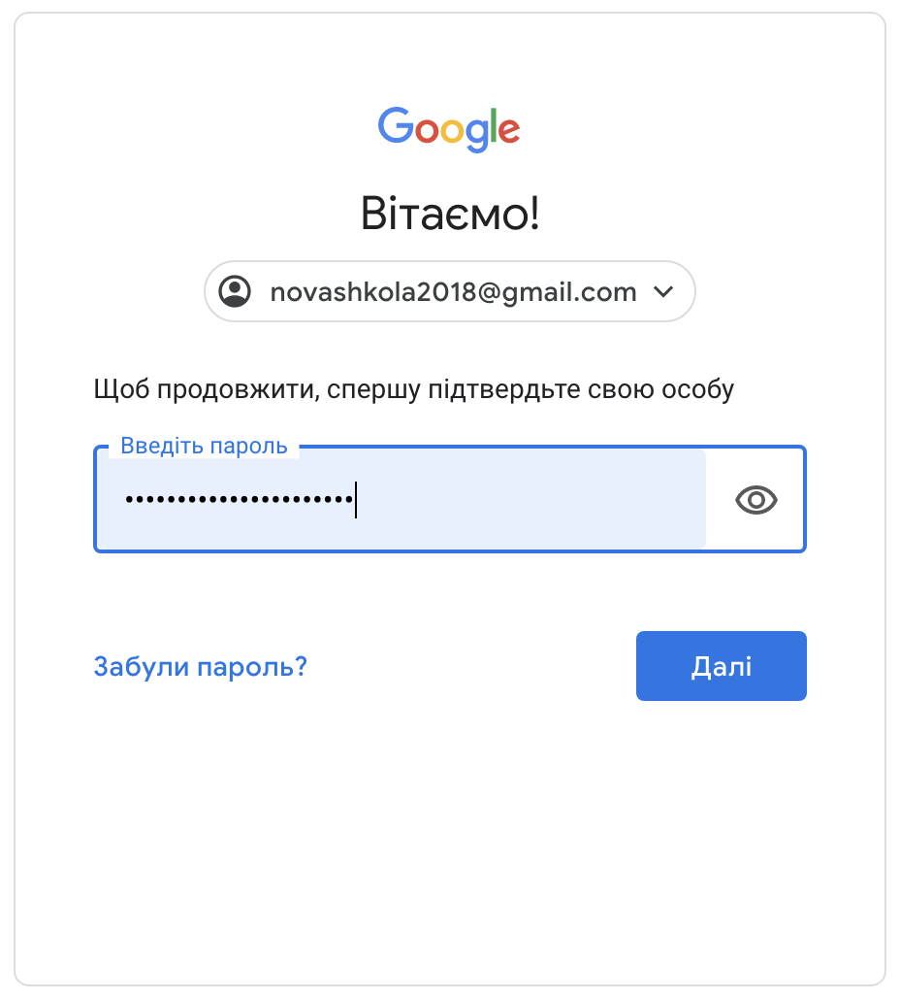 Google
Вітаємо!
novashkola2018@gmail.com
Щоб продовжити, спершу підтвердьте свою особу
Введіть пароль
••••••••••••••••••••••
Забули пароль?
Далі